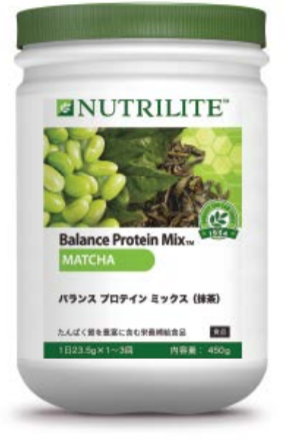 NUTRILITE™
Balance Protein Mix™
MATCHA
バランス プロテイン ミックス (抹茶)
たんぱく質を豊富に含む栄養補給食品
1日23.5g×1~3回 内容量: 450g